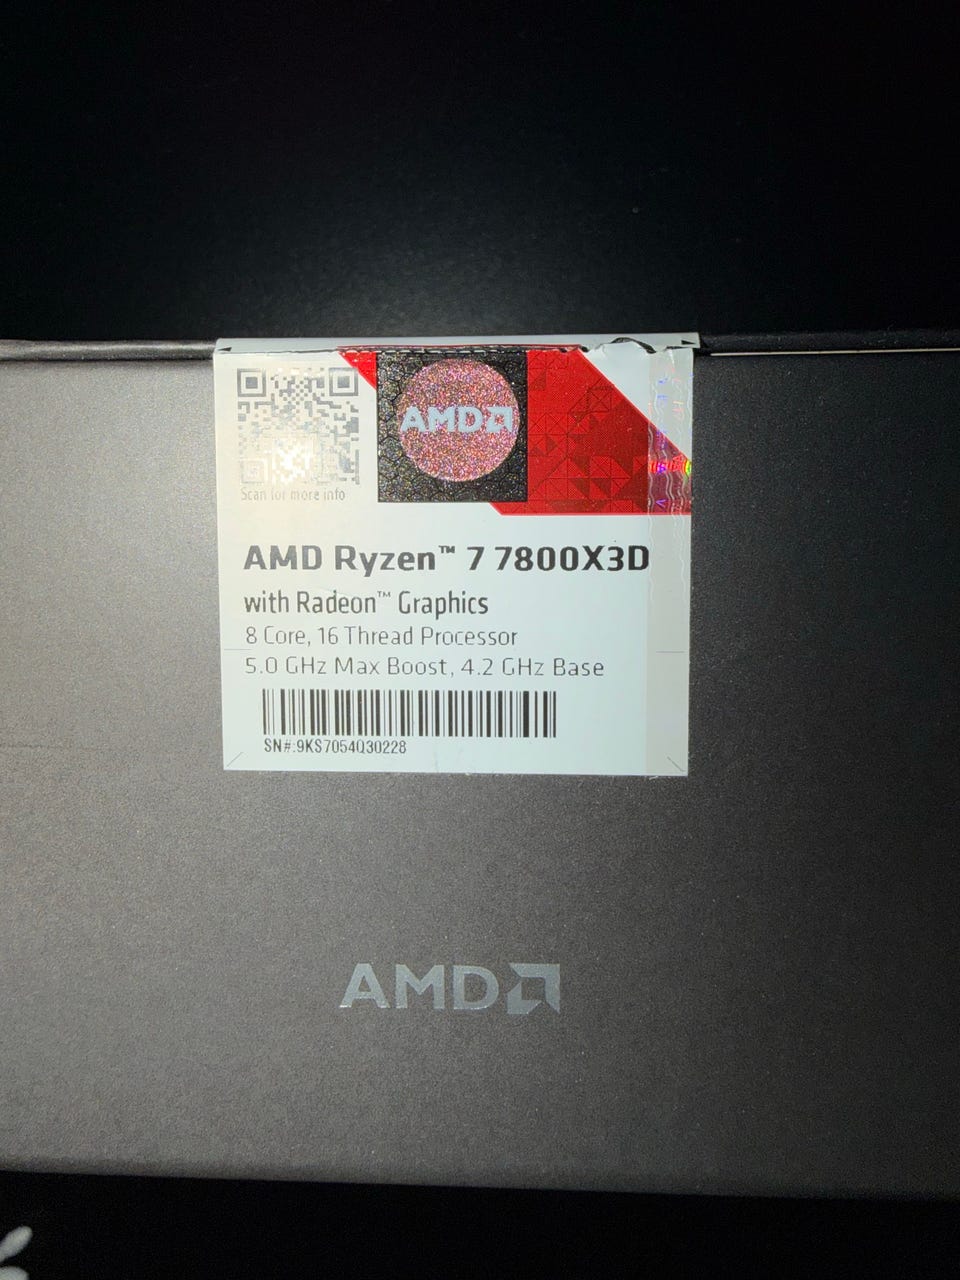 AMD
Scan for more info
AMD Ryzen™ 7 7800X3D
with Radeon™ Graphics
8 Core, 16 Thread Processor
5.0 GHz Max Boost, 4.2 GHz Base
SN#:9KS7054Q30228
AMD